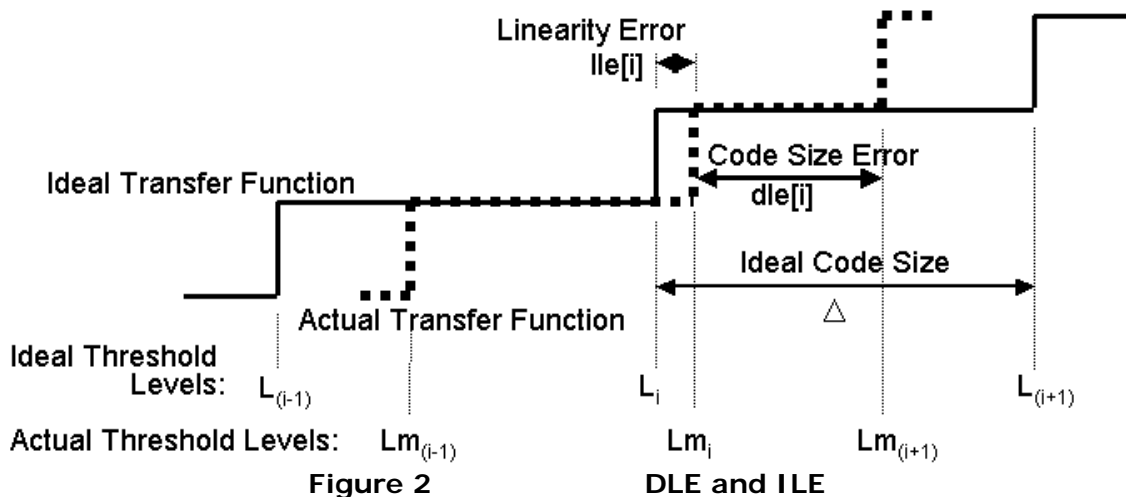 Linearity Error
Ile[i]
Code Size Error
Ideal Transfer Function
dle[i]
Ideal Code Size
△
Actual Transfer Function
Ideal Threshold
Levels: L(i-1) Li L(i+1)
Actual Threshold Levels: Lm(i-1) Lmi Lm(i+1)
Figure 2 DLE and ILE